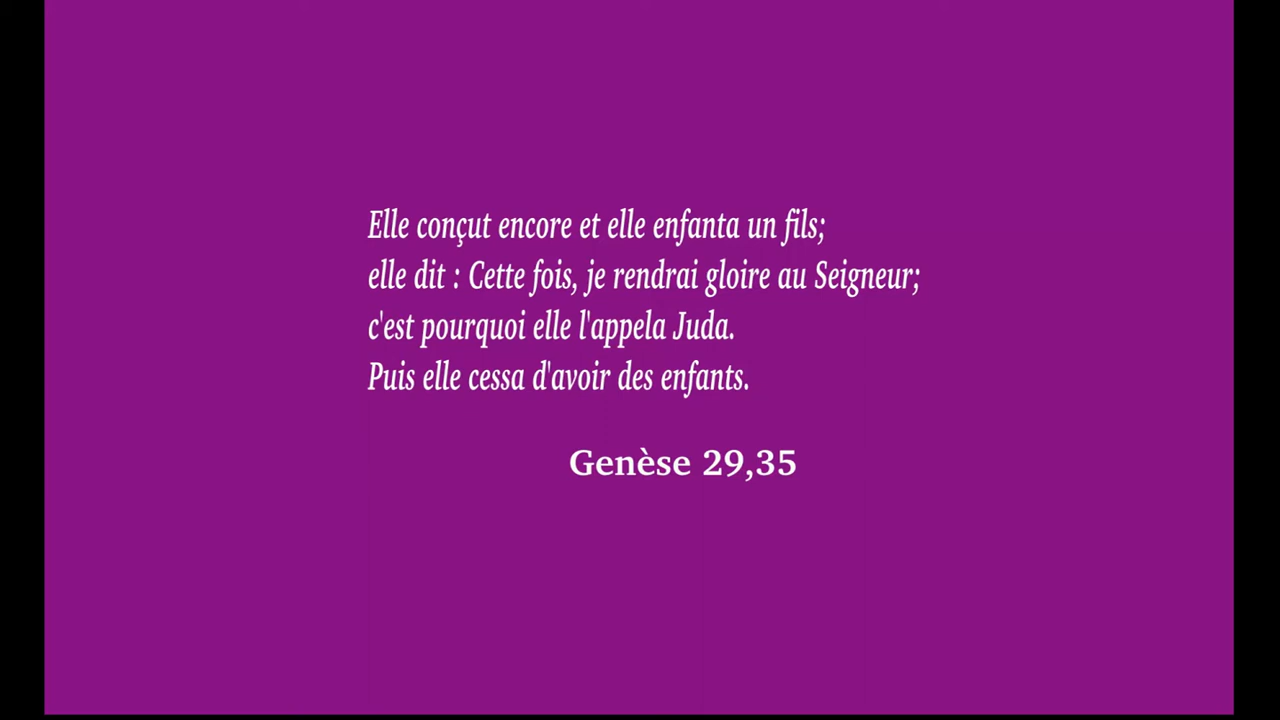 Elle conçut encore et elle enfanta un fils;
elle dit : Cette fois, je rendrai gloire au Seigneur;
c'est pourquoi elle l'appela Juda.
Puis elle cessa d'avoir des enfants.
Genèse 29,35